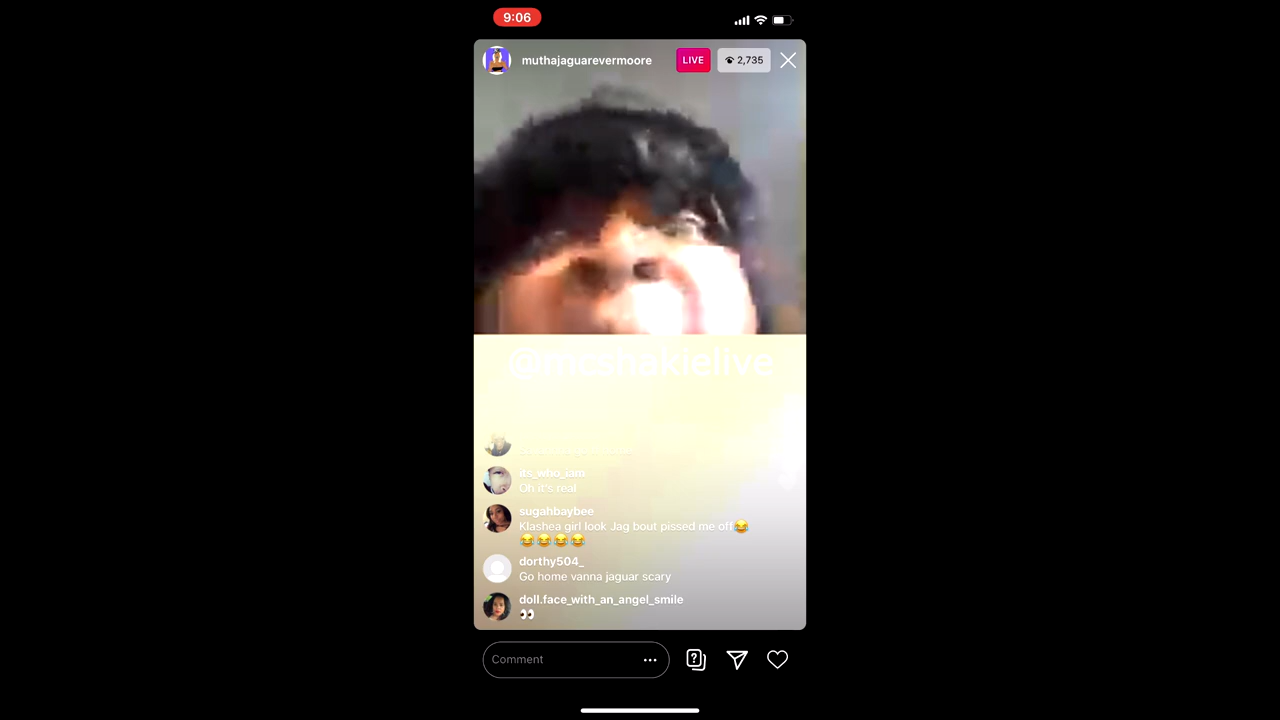 9:06
muthajaguarevermoore
LIVE
2,735
@mcshakielive
its_who_iam
Oh it's real
sugahbaybee
Klashea girl look Jag bout pissed me off😂
😂😂😂😂
dorthy504_
Go home vanna jaguar scary
doll.face_with_an_angel_smile
👀
Comment